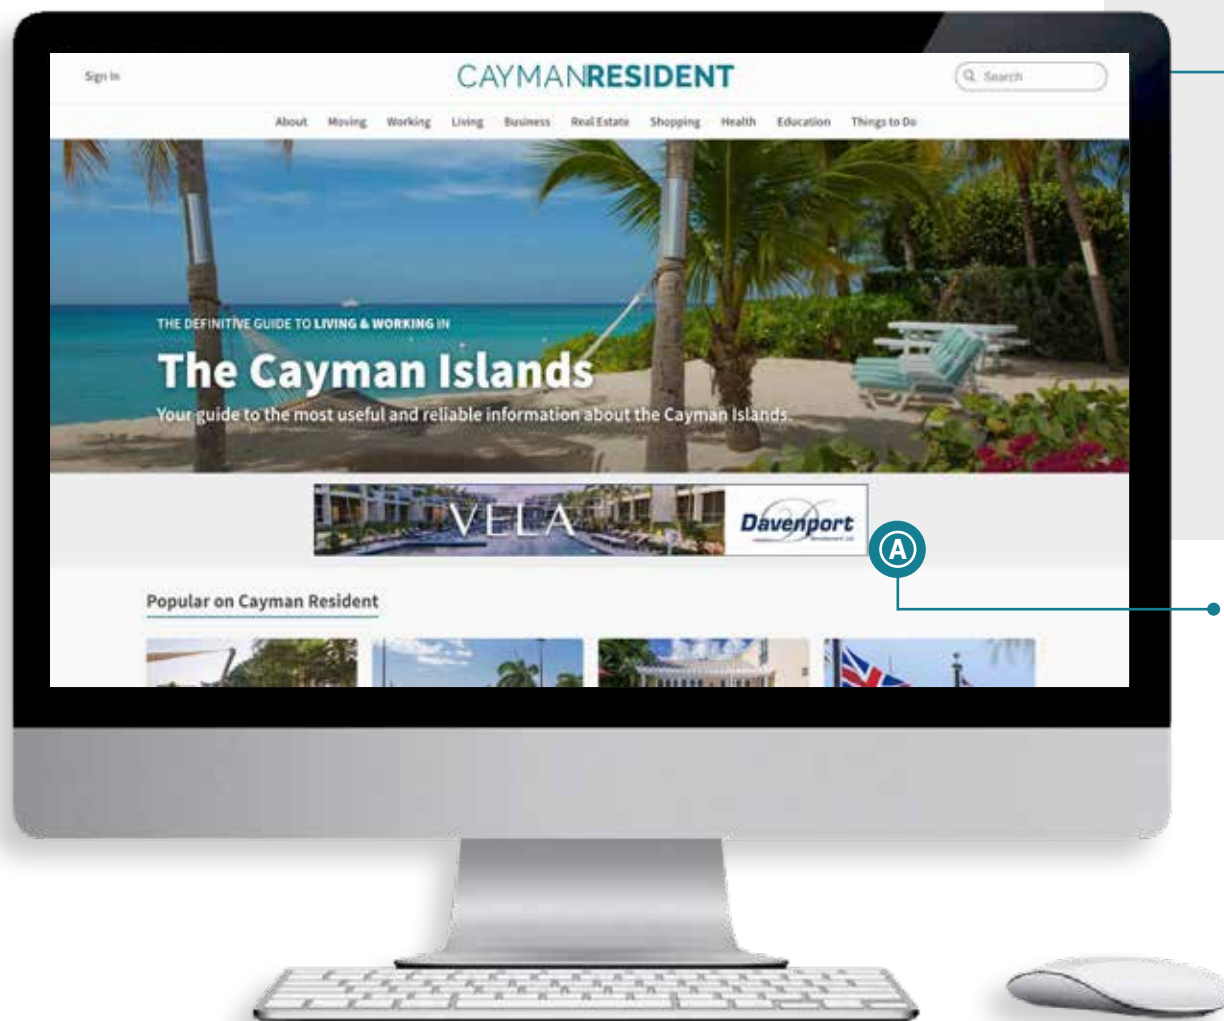 Sign In
CAYMANRESIDENT
Search
About Moving Working Living Business Real Estate Shopping Health Education Things to Do
THE DEFINITIVE GUIDE TO LIVING & WORKING IN
The Cayman Islands
Your guide to the most useful and reliable information about the Cayman Islands.
VELA
Davenport
A
Popular on Cayman Resident